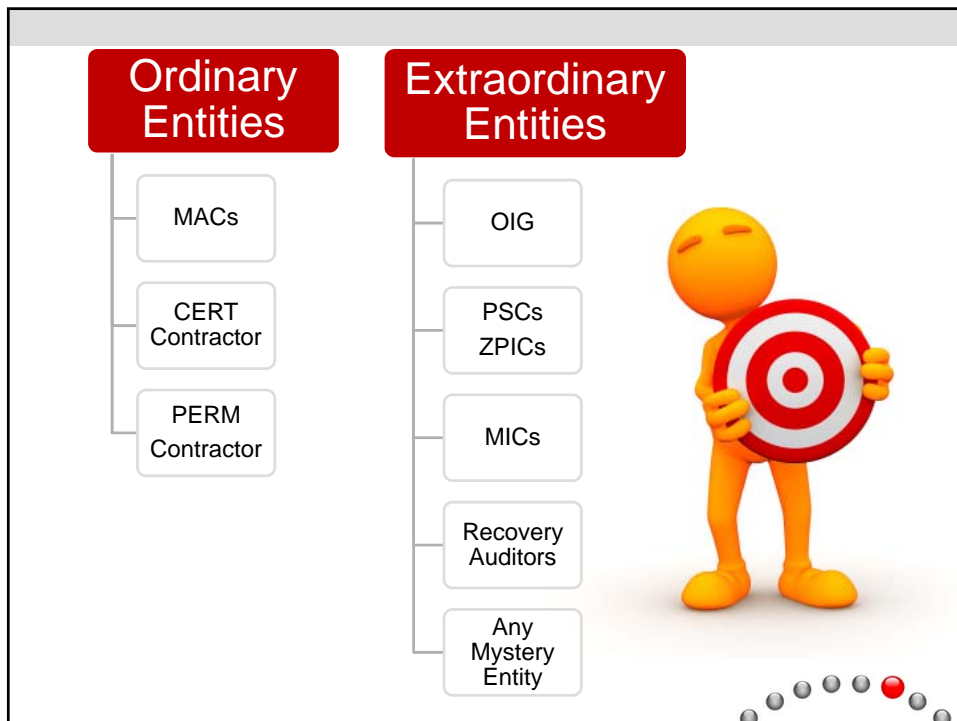 Ordinary
Entities
MACs
CERT
Contractor
PERM
Contractor
Extraordinary
Entities
OIG
PSCs
ZPICs
MICs
Recovery
Auditors
Any
Mystery
Entity